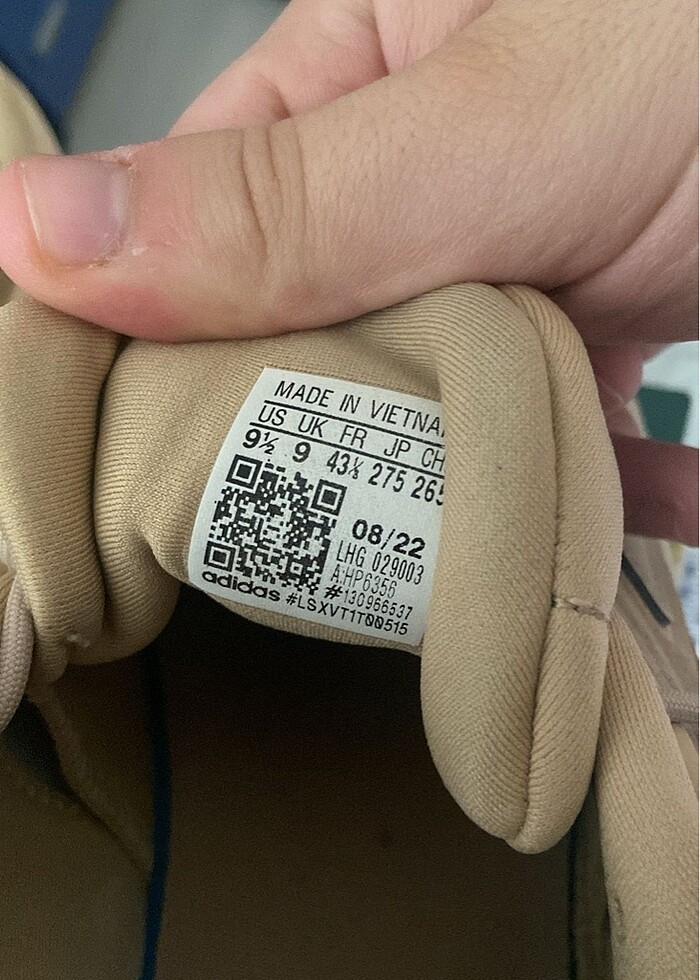 MADE IN VIETNA
US UK FR JP CH
9½ 9 43⅓ 275 265
08/22
LHG 029003
A:HP6356
#130966537
adidas #LSXVT1T00515